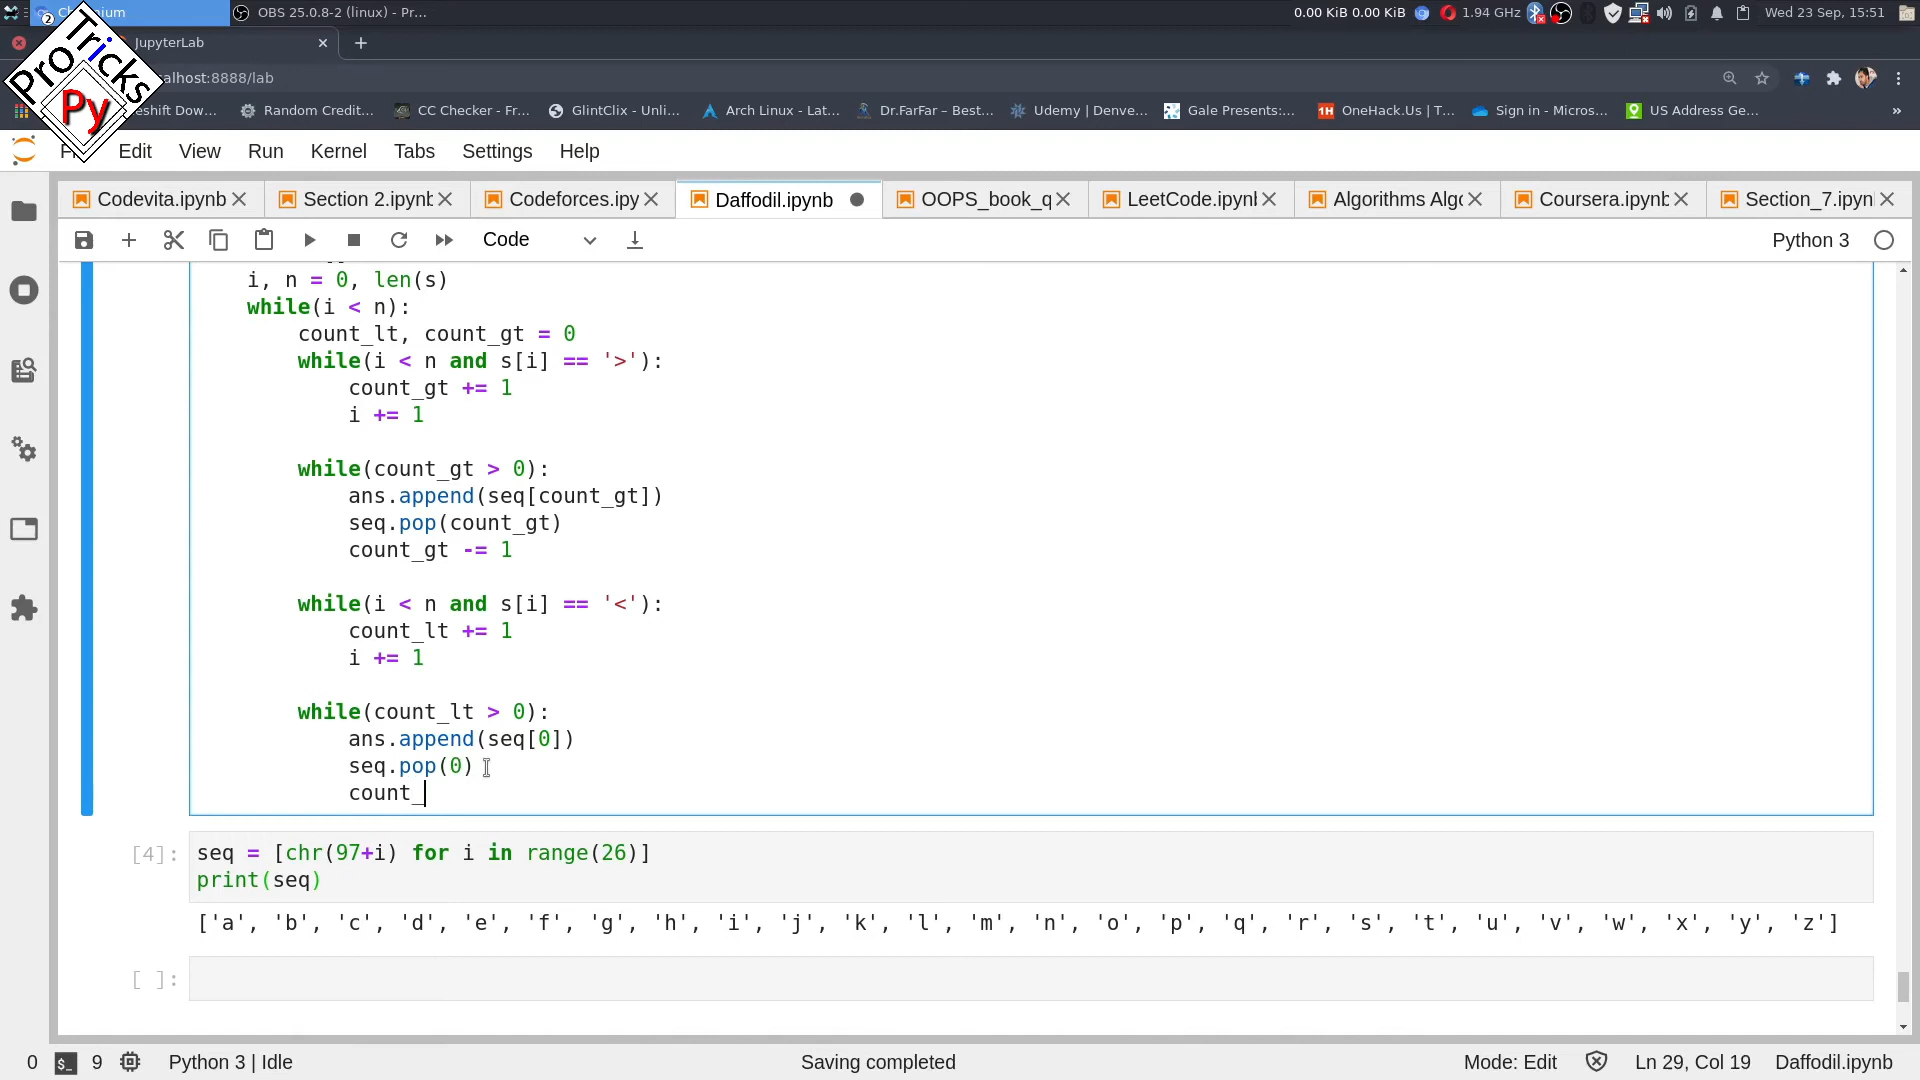 Chromium
2
OBS 25.0.8-2 (linux) - Pr...
0.00 KiB 0.00 KiB
1.94 GHz
Wed 23 Sep, 15:51
ProTricks
Py
JupyterLab
calhost:8888/lab
eshift Dow...
Random Credit...
CC Checker - Fr...
GlintClix - Unli...
Arch Linux - Lat...
Dr.FarFar – Best...
Udemy | Denve...
Gale Presents:...
1H OneHack.Us | T...
Sign in - Micros...
US Address Ge...
»
Edit View Run Kernel Tabs Settings Help
Codevita.ipynb
Section 2.ipynb
Codeforces.ipy
Daffodil.ipynb
OOPS_book_q
LeetCode.ipynb
Algorithms Algo
Coursera.ipynb
Section_7.ipyn
Code
Python 3
i, n = 0, len(s)
while(i < n):
count_lt, count_gt = 0
while(i < n and s[i] == '>'):
count_gt += 1
i += 1
while(count_gt > 0):
ans.append(seq[count_gt])
seq.pop(count_gt)
count_gt -= 1
while(i < n and s[i] == '<'):
count_lt += 1
i += 1
while(count_lt > 0):
ans.append(seq[0])
seq.pop(0)
count_
[4]:
seq = [chr(97+i) for i in range(26)]
print(seq)
['a', 'b', 'c', 'd', 'e', 'f', 'g', 'h', 'i', 'j', 'k', 'l', 'm', 'n', 'o', 'p', 'q', 'r', 's', 't', 'u', 'v', 'w', 'x', 'y', 'z']
[ ]:
0 $_ 9 Python 3 | Idle
Saving completed
Mode: Edit
Ln 29, Col 19
Daffodil.ipynb